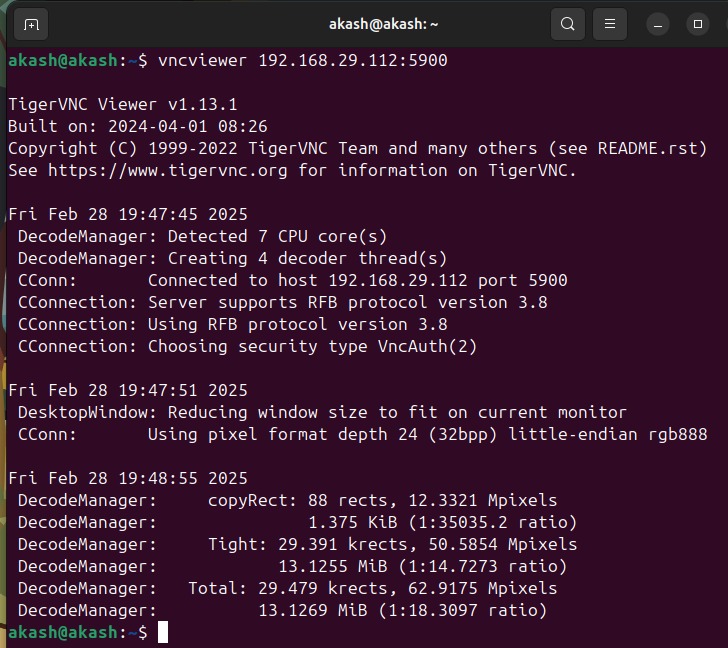 akash@akash: ~
akash@akash:~$ vncviewer 192.168.29.112:5900
TigerVNC Viewer v1.13.1
Built on: 2024-04-01 08:26
Copyright (C) 1999-2022 TigerVNC Team and many others (see README.rst)
See https://www.tigervnc.org for information on TigerVNC.
Fri Feb 28 19:47:45 2025
DecodeManager: Detected 7 CPU core(s)
DecodeManager: Creating 4 decoder thread(s)
CConn:       Connected to host 192.168.29.112 port 5900
CConnection: Server supports RFB protocol version 3.8
CConnection: Using RFB protocol version 3.8
CConnection: Choosing security type VncAuth(2)
Fri Feb 28 19:47:51 2025
DesktopWindow: Reducing window size to fit on current monitor
CConn:       Using pixel format depth 24 (32bpp) little-endian rgb888
Fri Feb 28 19:48:55 2025
DecodeManager:     copyRect: 88 rects, 12.3321 Mpixels
DecodeManager:               1.375 KiB (1:35035.2 ratio)
DecodeManager:     Tight: 29.391 krects, 50.5854 Mpixels
DecodeManager:            13.1255 MiB (1:14.7273 ratio)
DecodeManager:   Total: 29.479 krects, 62.9175 Mpixels
DecodeManager:          13.1269 MiB (1:18.3097 ratio)
akash@akash:~$